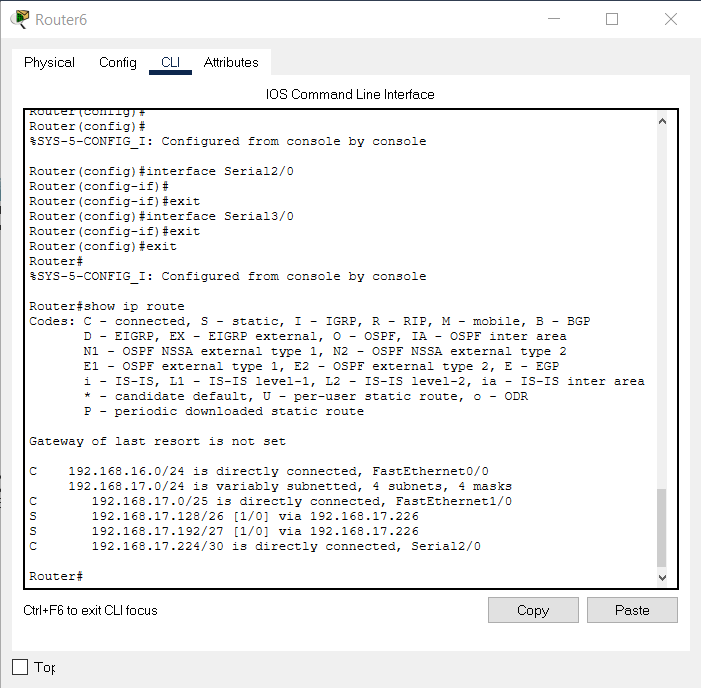 Router6
Physical Config CLI Attributes
IOS Command Line Interface
Router(config)#
Router(config)#
%SYS-5-CONFIG_I: Configured from console by console
Router(config)#interface Serial2/0
Router(config-if)#
Router(config-if)#exit
Router(config)#interface Serial3/0
Router(config-if)#exit
Router(config)#exit
Router#
%SYS-5-CONFIG_I: Configured from console by console
Router#show ip route
Codes: C - connected, S - static, I - IGRP, R - RIP, M - mobile, B - BGP
D - EIGRP, EX - EIGRP external, O - OSPF, IA - OSPF inter area
N1 - OSPF NSSA external type 1, N2 - OSPF NSSA external type 2
E1 - OSPF external type 1, E2 - OSPF external type 2, E - EGP
i - IS-IS, L1 - IS-IS level-1, L2 - IS-IS level-2, ia - IS-IS inter area
* - candidate default, U - per-user static route, o - ODR
P - periodic downloaded static route
Gateway of last resort is not set
C 192.168.16.0/24 is directly connected, FastEthernet0/0
192.168.17.0/24 is variably subnetted, 4 subnets, 4 masks
C 192.168.17.0/25 is directly connected, FastEthernet1/0
S 192.168.17.128/26 [1/0] via 192.168.17.226
S 192.168.17.192/27 [1/0] via 192.168.17.226
C 192.168.17.224/30 is directly connected, Serial2/0
Router#
Ctrl+F6 to exit CLI focus
Copy Paste
Top